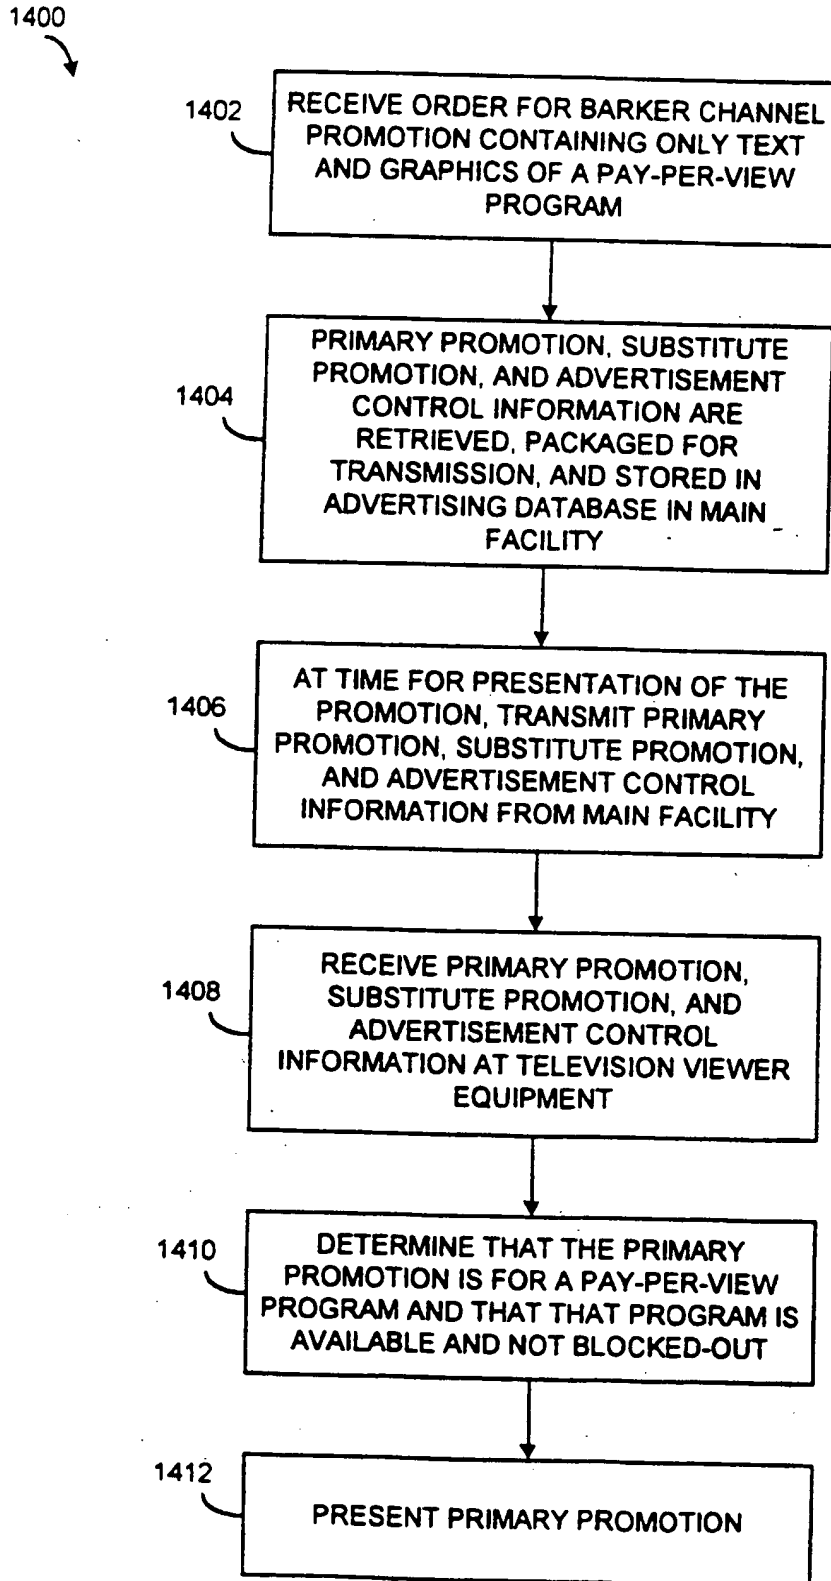 1400
1402
RECEIVE ORDER FOR BARKER CHANNEL
PROMOTION CONTAINING ONLY TEXT
AND GRAPHICS OF A PAY-PER-VIEW
PROGRAM
1404
PRIMARY PROMOTION, SUBSTITUTE
PROMOTION, AND ADVERTISEMENT
CONTROL INFORMATION ARE
RETRIEVED, PACKAGED FOR
TRANSMISSION, AND STORED IN
ADVERTISING DATABASE IN MAIN
FACILITY
1406
AT TIME FOR PRESENTATION OF THE
PROMOTION, TRANSMIT PRIMARY
PROMOTION, SUBSTITUTE PROMOTION,
AND ADVERTISEMENT CONTROL
INFORMATION FROM MAIN FACILITY
1408
RECEIVE PRIMARY PROMOTION,
SUBSTITUTE PROMOTION, AND
ADVERTISEMENT CONTROL
INFORMATION AT TELEVISION VIEWER
EQUIPMENT
1410
DETERMINE THAT THE PRIMARY
PROMOTION IS FOR A PAY-PER-VIEW
PROGRAM AND THAT THAT PROGRAM IS
AVAILABLE AND NOT BLOCKED-OUT
1412
PRESENT PRIMARY PROMOTION